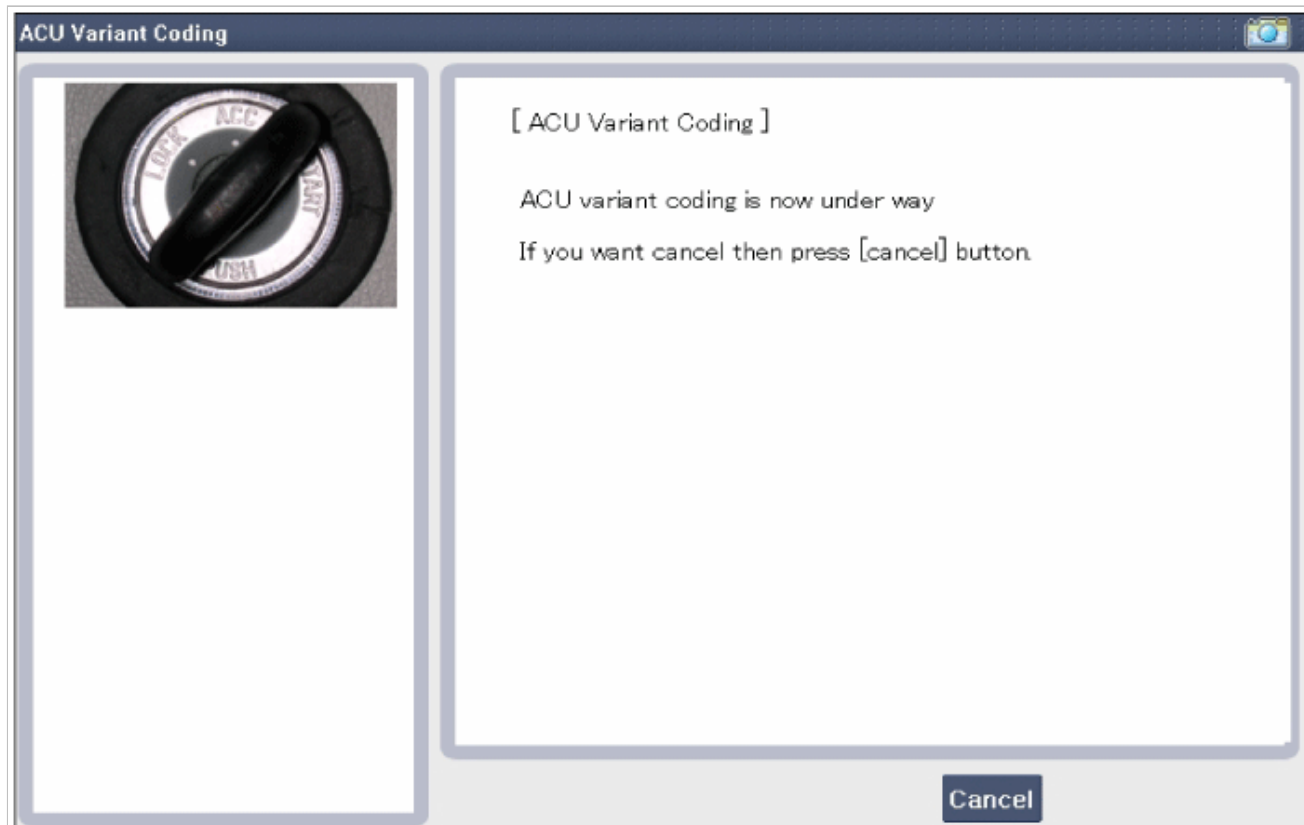 ACU Variant Coding
LOCK ACC START
PUSH
[ ACU Variant Coding ]
ACU variant coding is now under way
If you want cancel then press [cancel] button.
Cancel